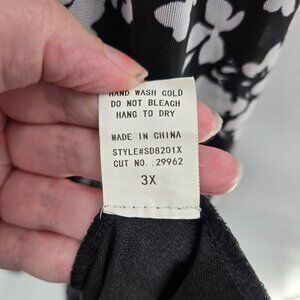 HAND WASH COLD
DO NOT BLEACH
HANG TO DRY
MADE IN CHINA
STYLE#SD8201X
CUT NO. :29962
3X